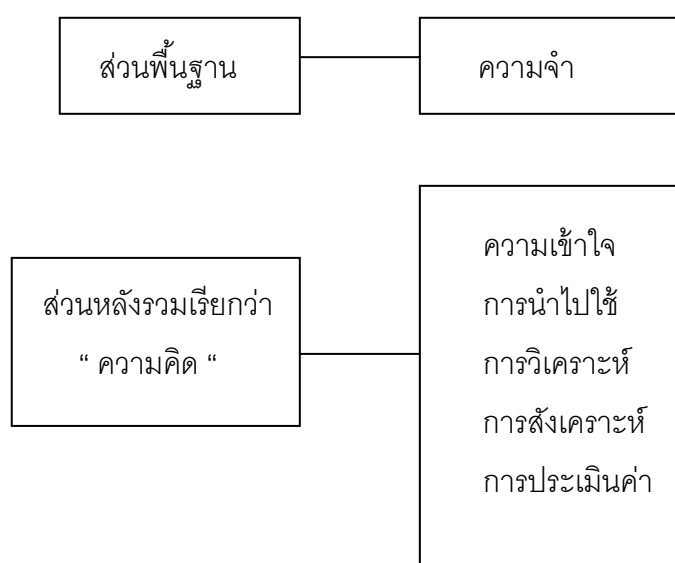 ส่วนพื้นฐาน
ความจำ
ส่วนหลังรวมเรียกว่า
“ ความคิด “
ความเข้าใจ
การนำไปใช้
การวิเคราะห์
การสังเคราะห์
การประเมินค่า